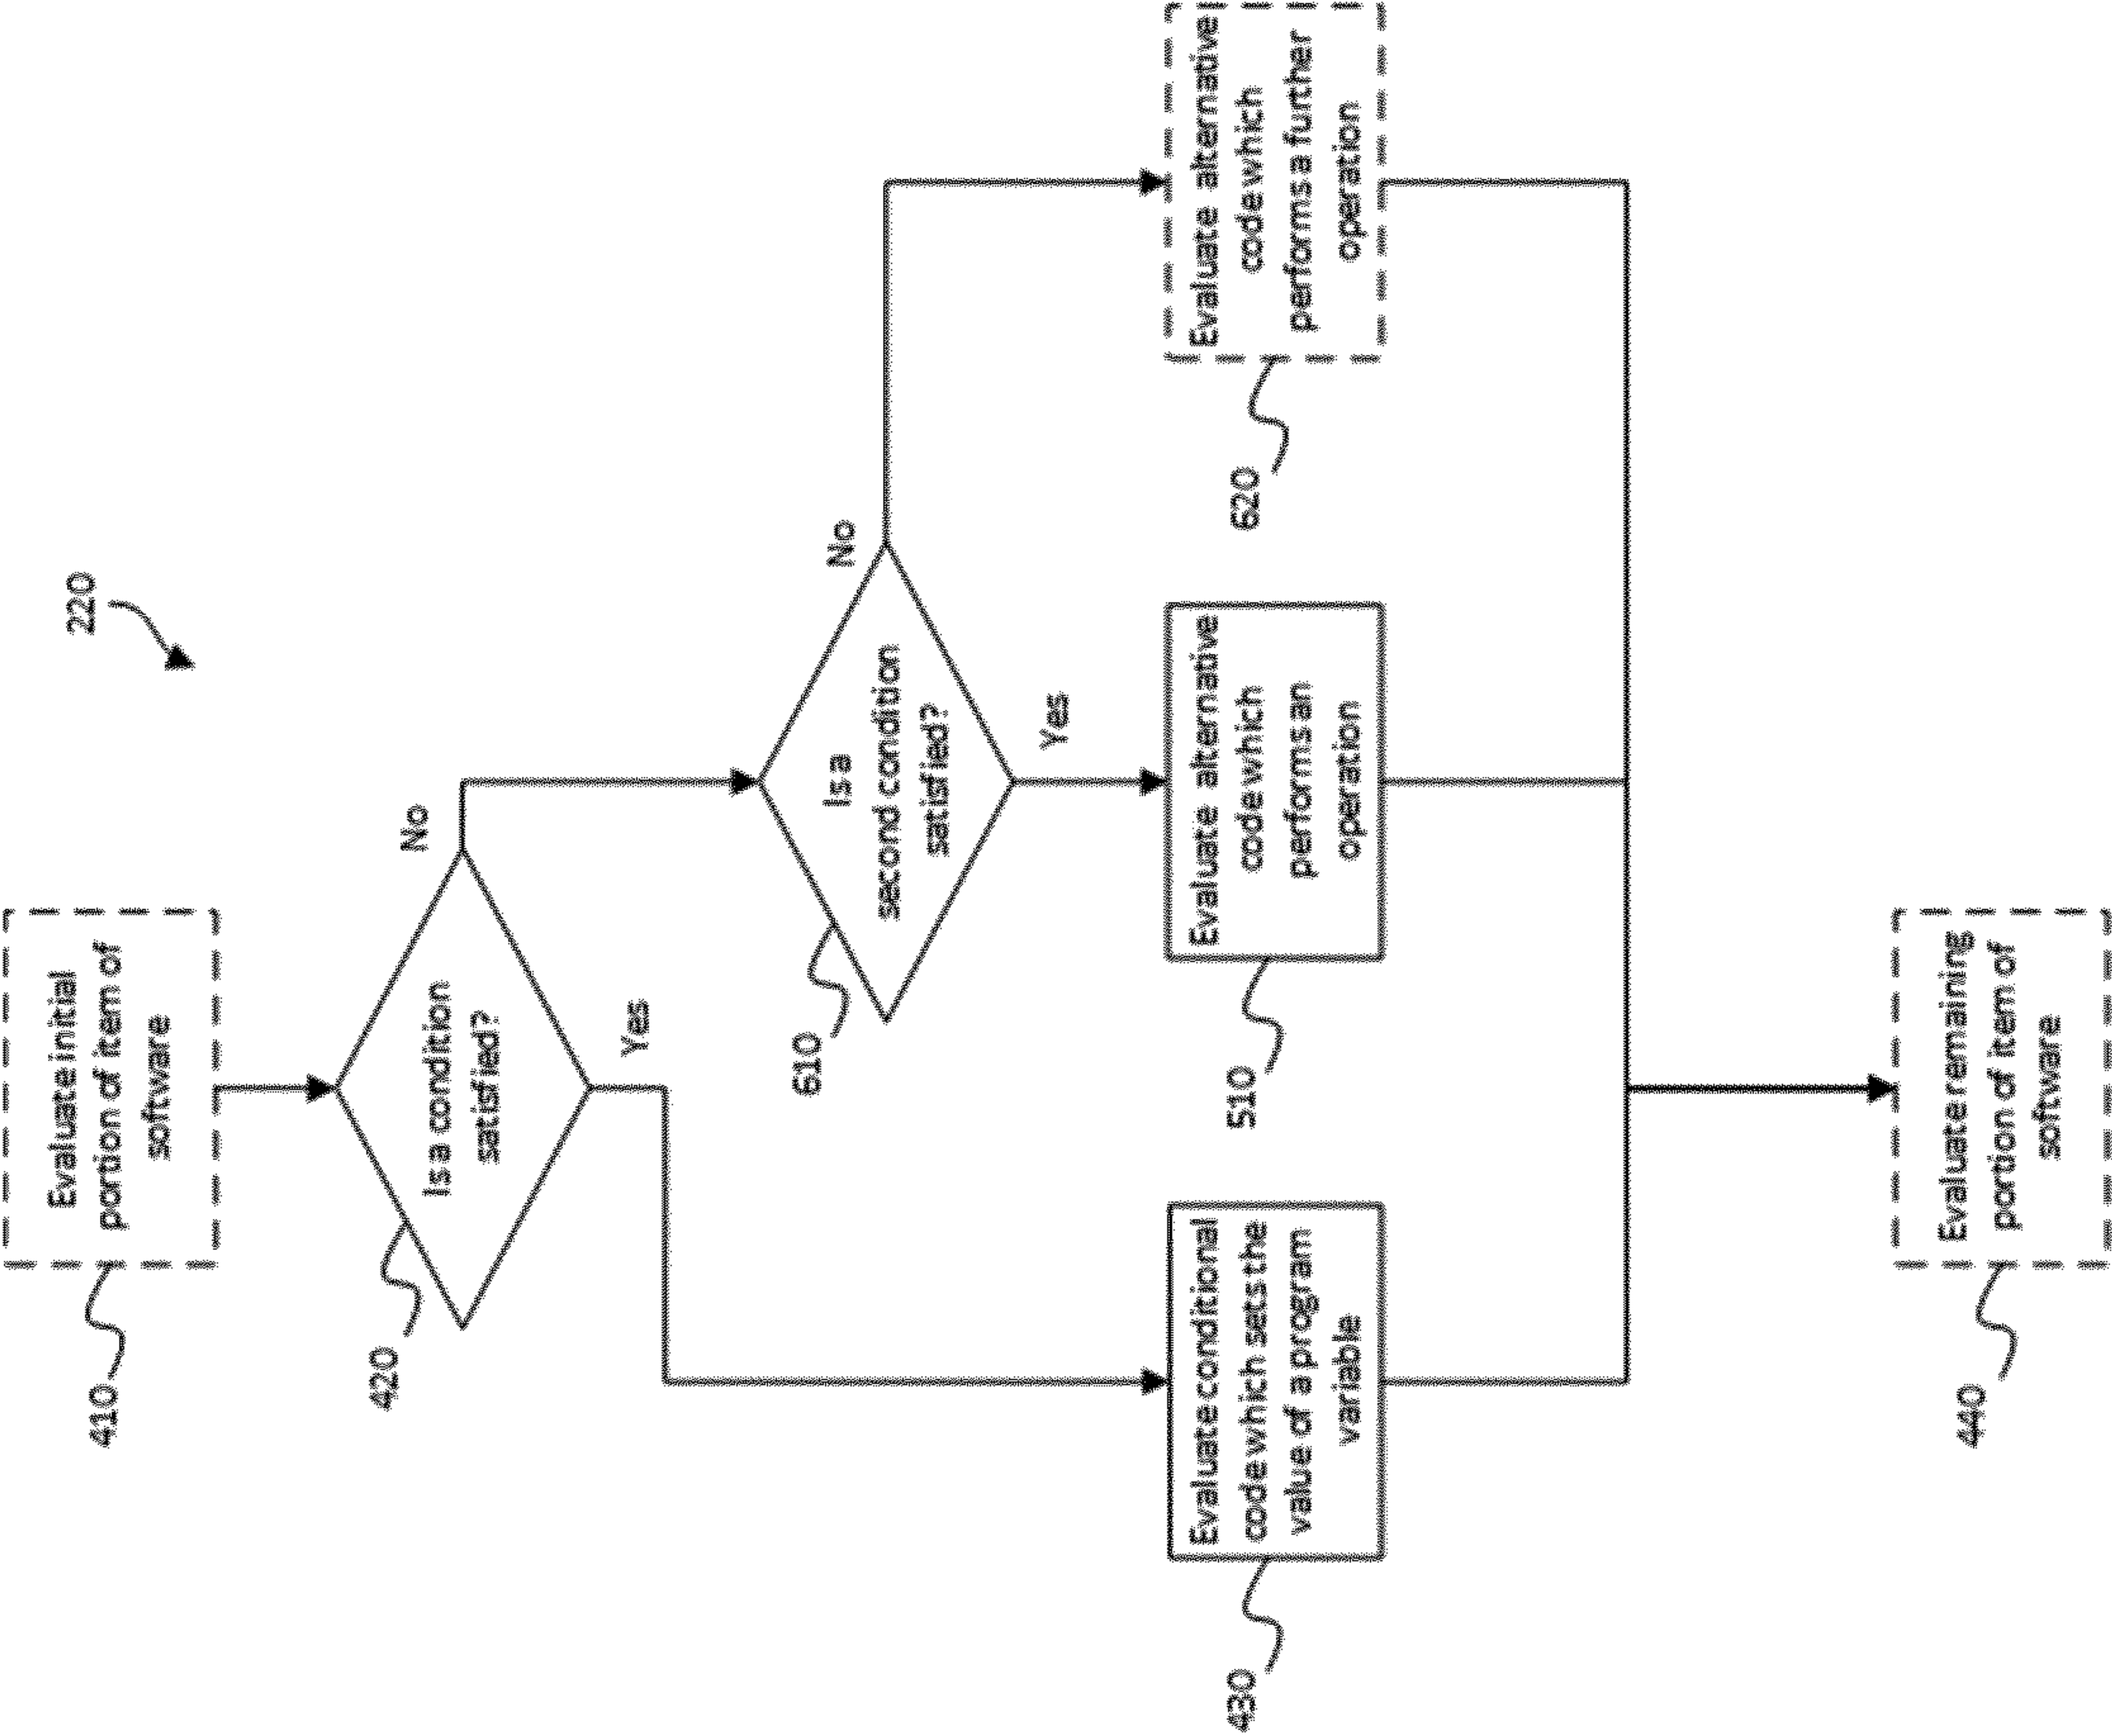 220
Evaluate initial
portion of item of
software
410
Is a condition
satisfied?
420
No
Yes
Is a
second condition
satisfied?
610
No
Yes
Evaluate conditional
code which sets the
value of a program
variable
430
Evaluate alternative
code which
performs an
operation
510
Evaluate alternative
code which
performs a further
operation
620
Evaluate remaining
portion of item of
software
440